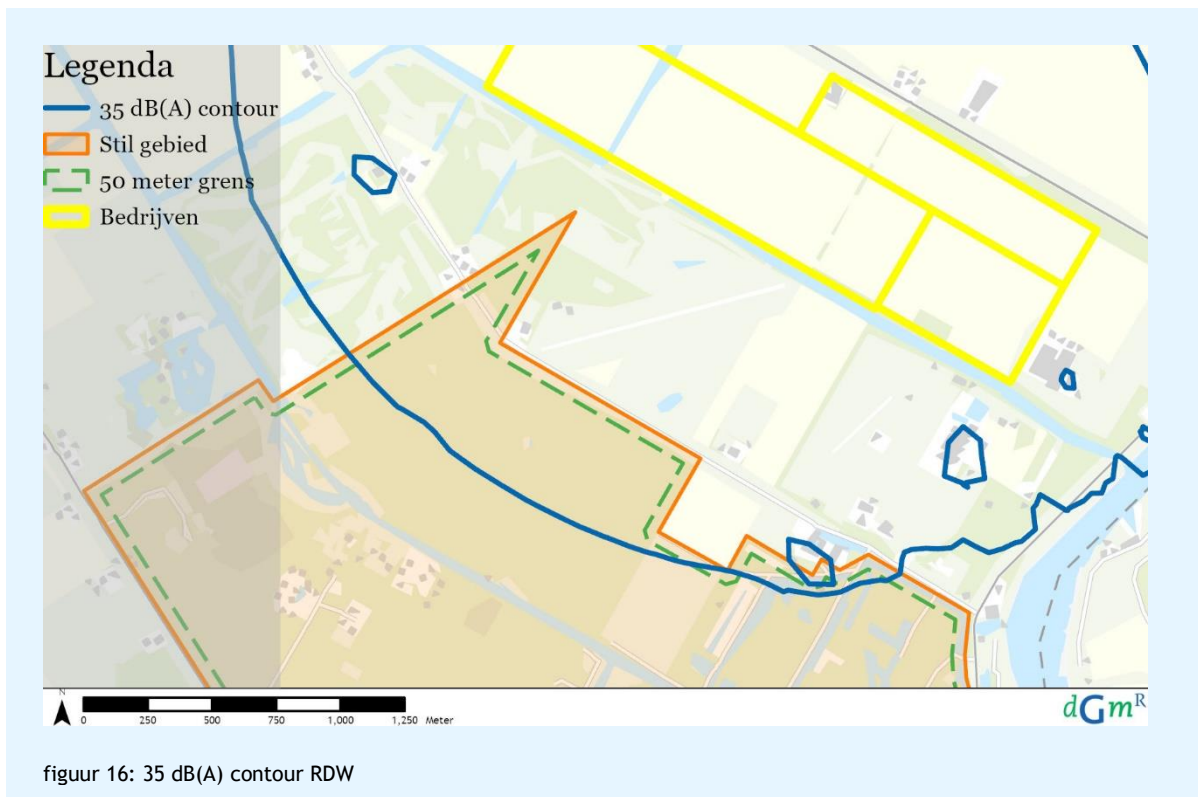 Legenda
35 dB(A) contour
Stil gebied
50 meter grens
Bedrijven
N
0 250 500 750 1,000 1,250 Meter
dGmR
figuur 16: 35 dB(A) contour RDW